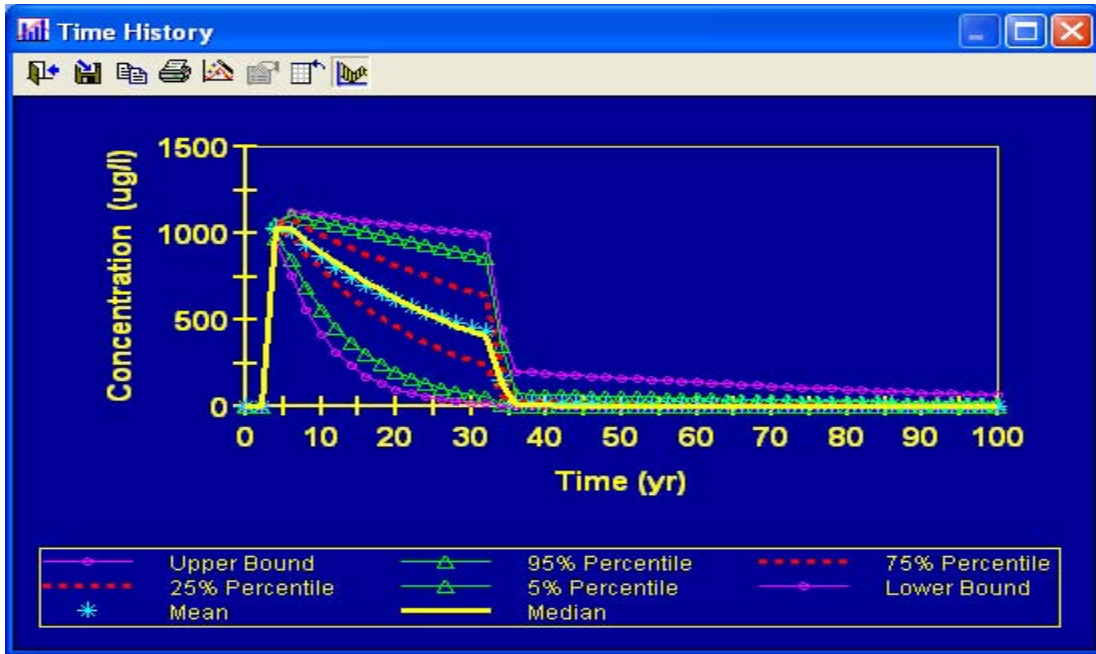 Time History
1500
1000
500
0
Concentration (ug/l)
0 10 20 30 40 50 60 70 80 90 100
Time (yr)
Upper Bound 95% Percentile 75% Percentile
25% Percentile 5% Percentile Lower Bound
Mean Median